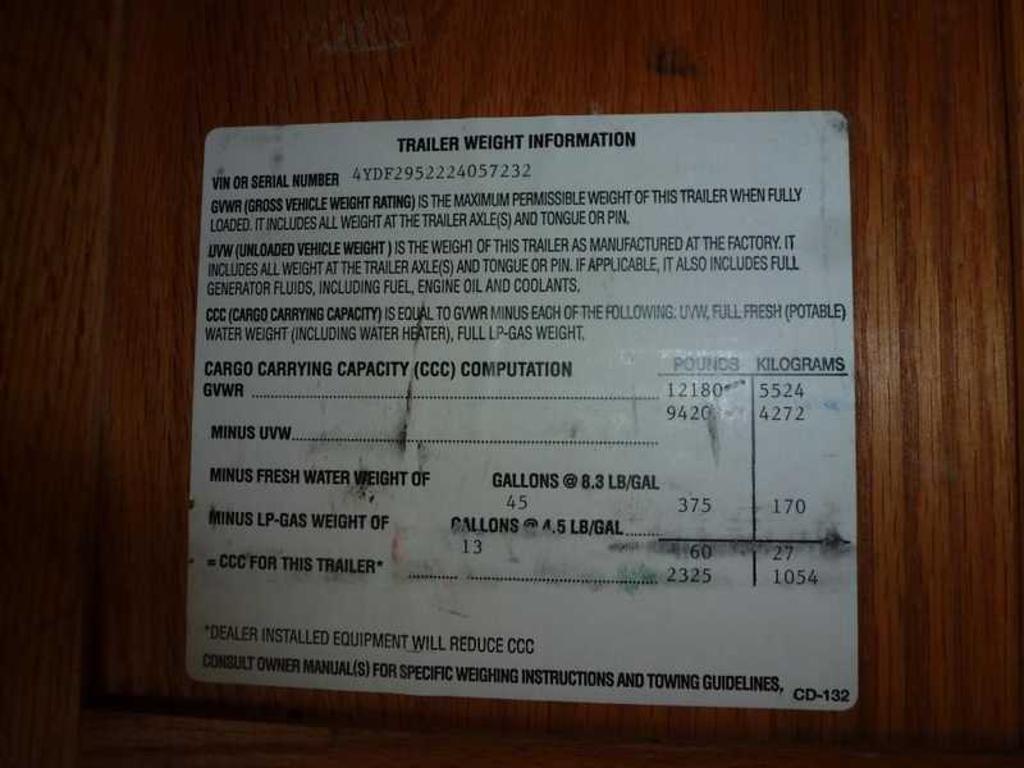 TRAILER WEIGHT INFORMATION
VIN OR SERIAL NUMBER 4YDF2952224057232
GVWR (GROSS VEHICLE WEIGHT RATING) IS THE MAXIMUM PERMISSIBLE WEIGHT OF THIS TRAILER WHEN FULLY
LOADED. IT INCLUDES ALL WEIGHT AT THE TRAILER AXLE(S) AND TONGUE OR PIN.
UVW (UNLOADED VEHICLE WEIGHT ) IS THE WEIGHT OF THIS TRAILER AS MANUFACTURED AT THE FACTORY. IT
INCLUDES ALL WEIGHT AT THE TRAILER AXLE(S) AND TONGUE OR PIN. IF APPLICABLE, IT ALSO INCLUDES FULL
GENERATOR FLUIDS, INCLUDING FUEL, ENGINE OIL AND COOLANTS.
CCC (CARGO CARRYING CAPACITY) IS EQUAL TO GVWR MINUS EACH OF THE FOLLOWING: UVW, FULL FRESH (POTABLE)
WATER WEIGHT (INCLUDING WATER HEATER), FULL LP-GAS WEIGHT.
CARGO CARRYING CAPACITY (CCC) COMPUTATION POUNDS KILOGRAMS
GVWR 12180 5524
9420 4272
MINUS UVW
MINUS FRESH WATER WEIGHT OF GALLONS @ 8.3 LB/GAL
45 375 170
MINUS LP-GAS WEIGHT OF GALLONS @ 4.5 LB/GAL
13 60 27
= CCC FOR THIS TRAILER* 2325 1054
*DEALER INSTALLED EQUIPMENT WILL REDUCE CCC
CONSULT OWNER MANUAL(S) FOR SPECIFIC WEIGHING INSTRUCTIONS AND TOWING GUIDELINES, CD-132